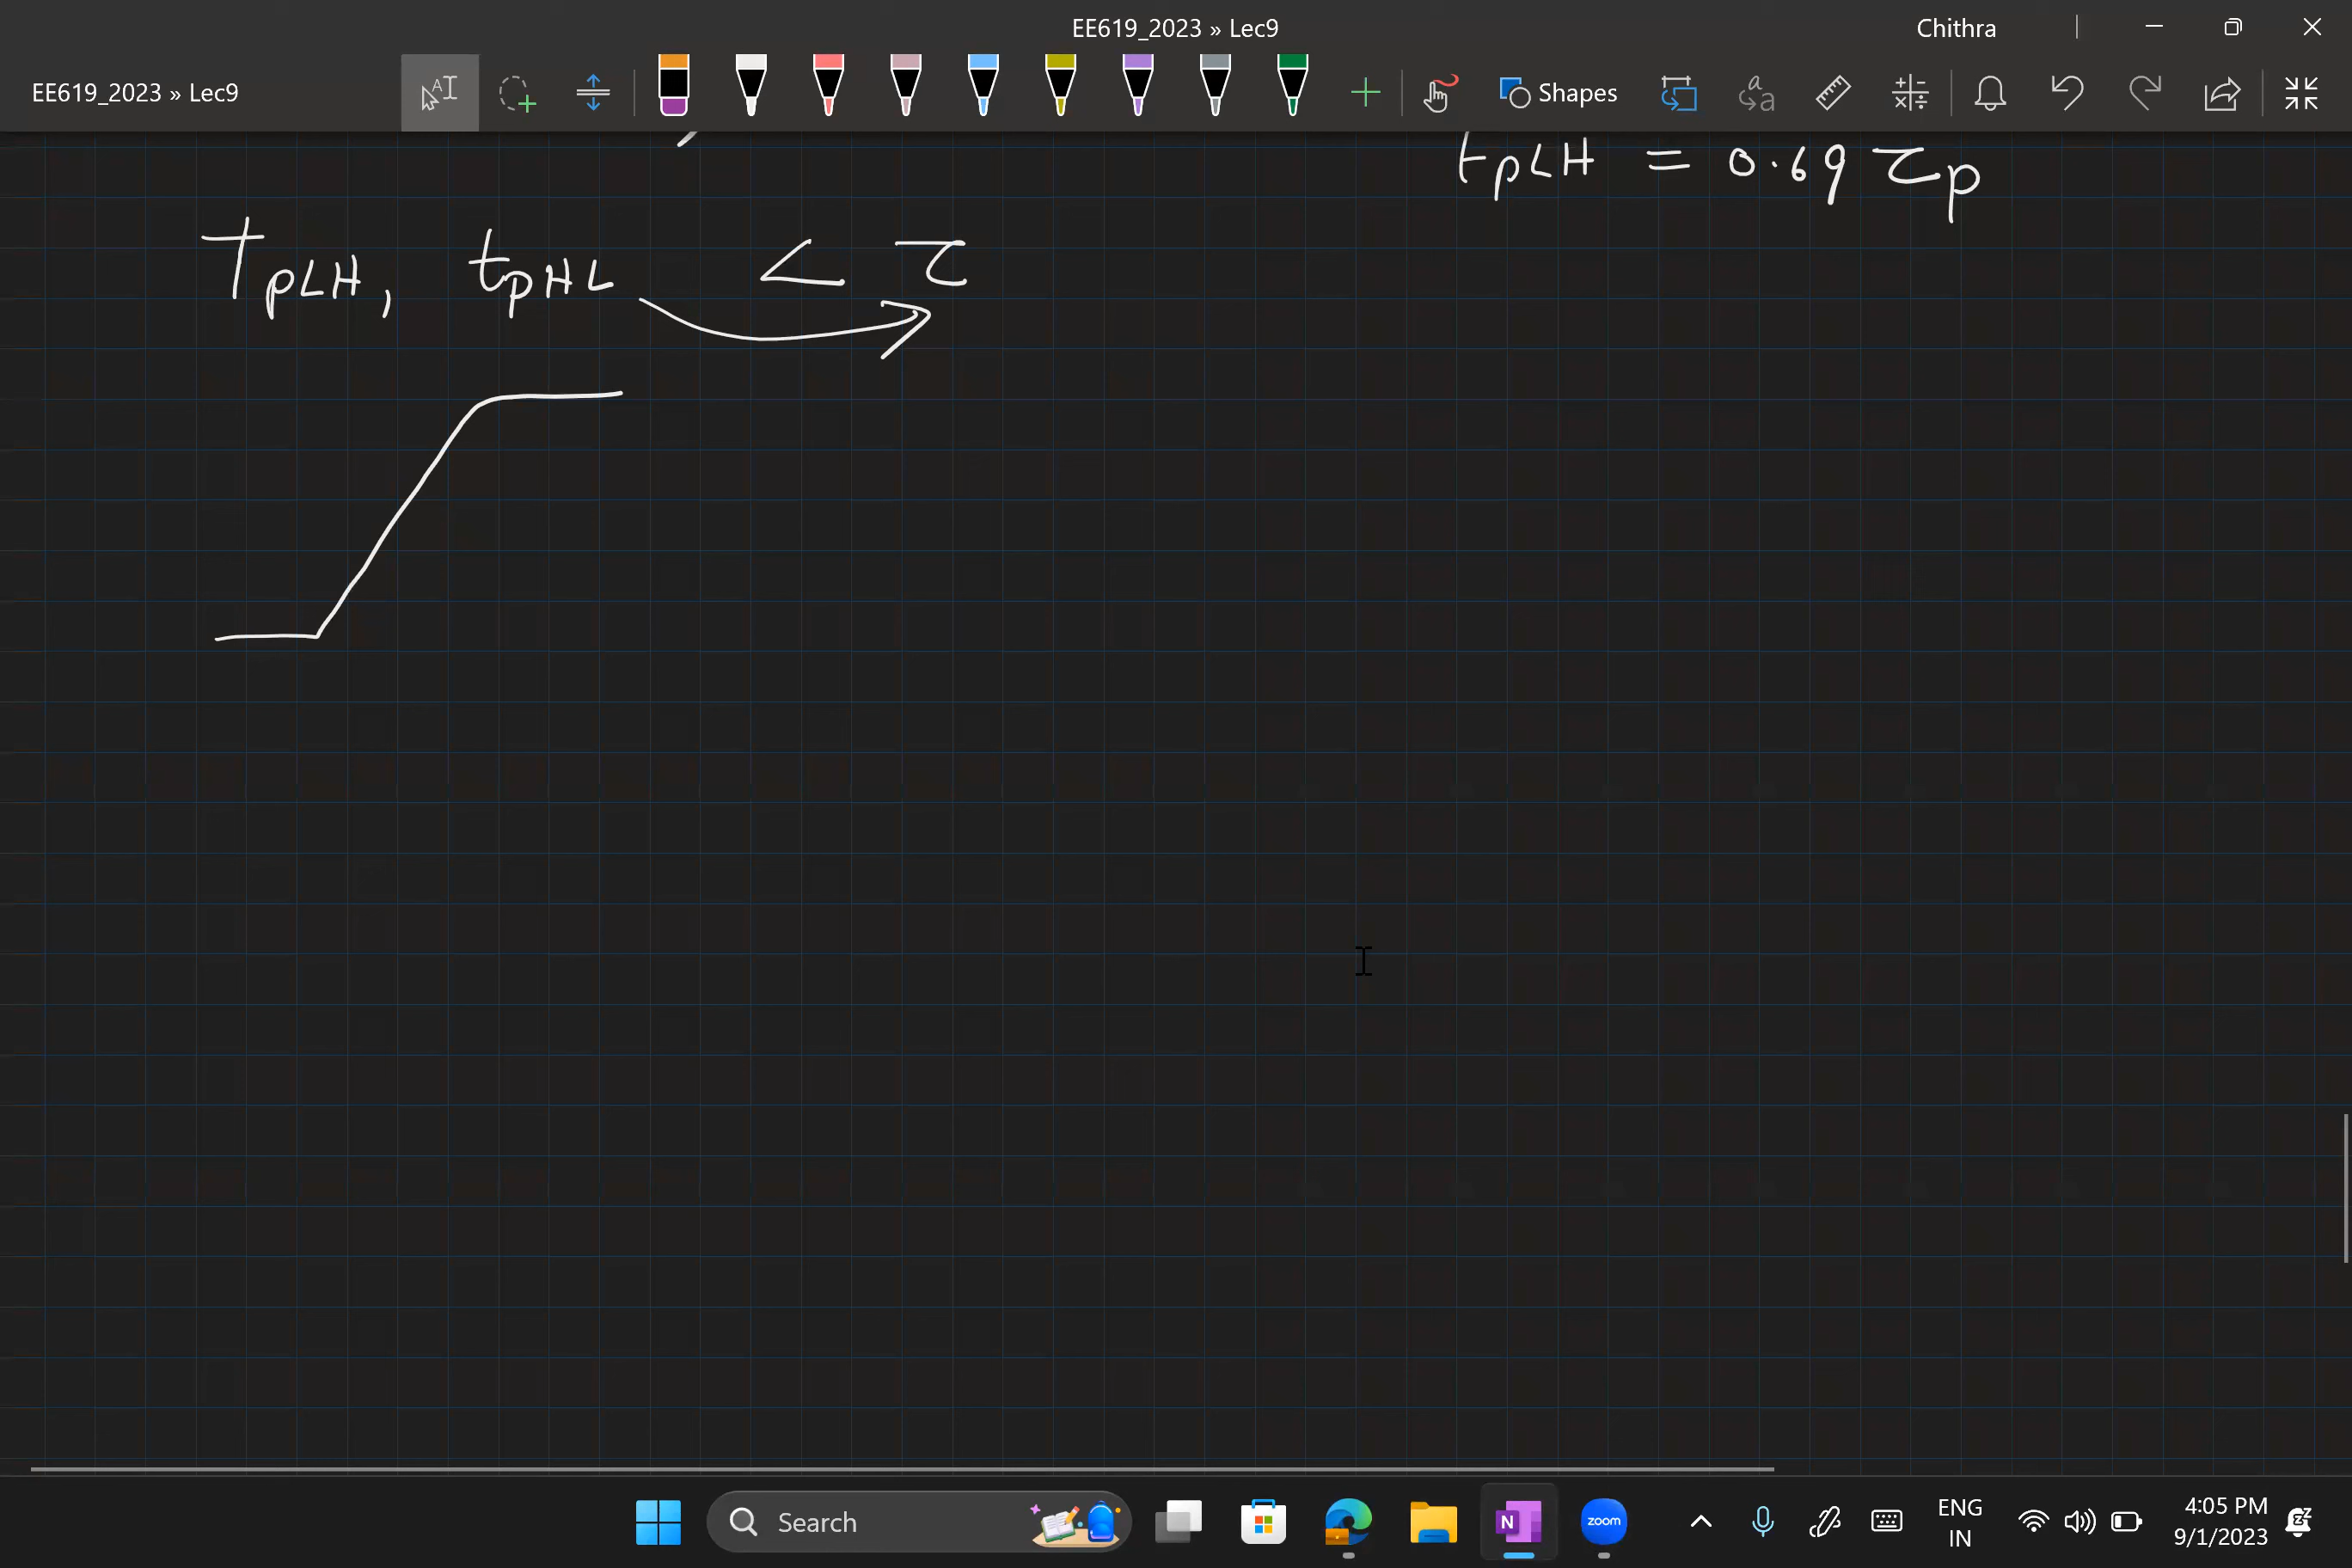 EE619_2023 » Lec9
Chithra
EE619_2023 » Lec9
Shapes
tpLH = 0.69 τp
TpLH, tpHL < τ
Search
zoom
ENG
IN
4:05 PM
9/1/2023